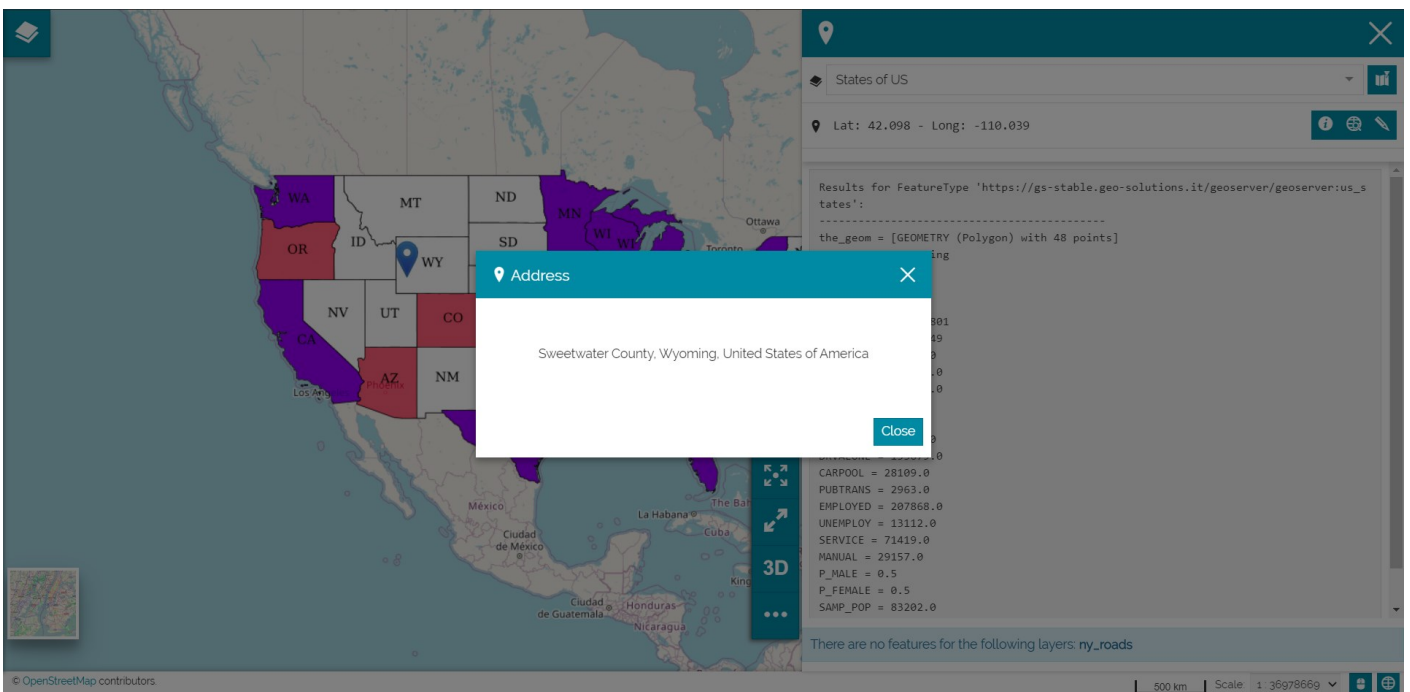 States of US
Lat: 42.098 - Long: -110.039
Results for FeatureType 'https://gs-stable.geo-solutions.it/geoserver/geoserver:us_s
tates':
--------------------------------------------
the_geom = [GEOMETRY (Polygon) with 48 points]
ing
Address
Sweetwater County, Wyoming, United States of America
Close
CARPOOL = 28109.0
PUBTRANS = 2963.0
EMPLOYED = 207868.0
UNEMPLOY = 13112.0
SERVICE = 71419.0
MANUAL = 29157.0
P_MALE = 0.5
P_FEMALE = 0.5
SAMP_POP = 83202.0
There are no features for the following layers: ny_roads
WA
MT
ND
MN
OR
ID
SD
WI
Ottawa
Toronto
WY
NV
UT
CO
CA
AZ
Phoenix
NM
Los Ang
México
Ciudad
de México
La Habana
Cuba
The Bah
King
Ciudad
de Guatemala
Honduras
Nicaragua
3D
© OpenStreetMap contributors.
500 km
Scale: 1 : 36978669